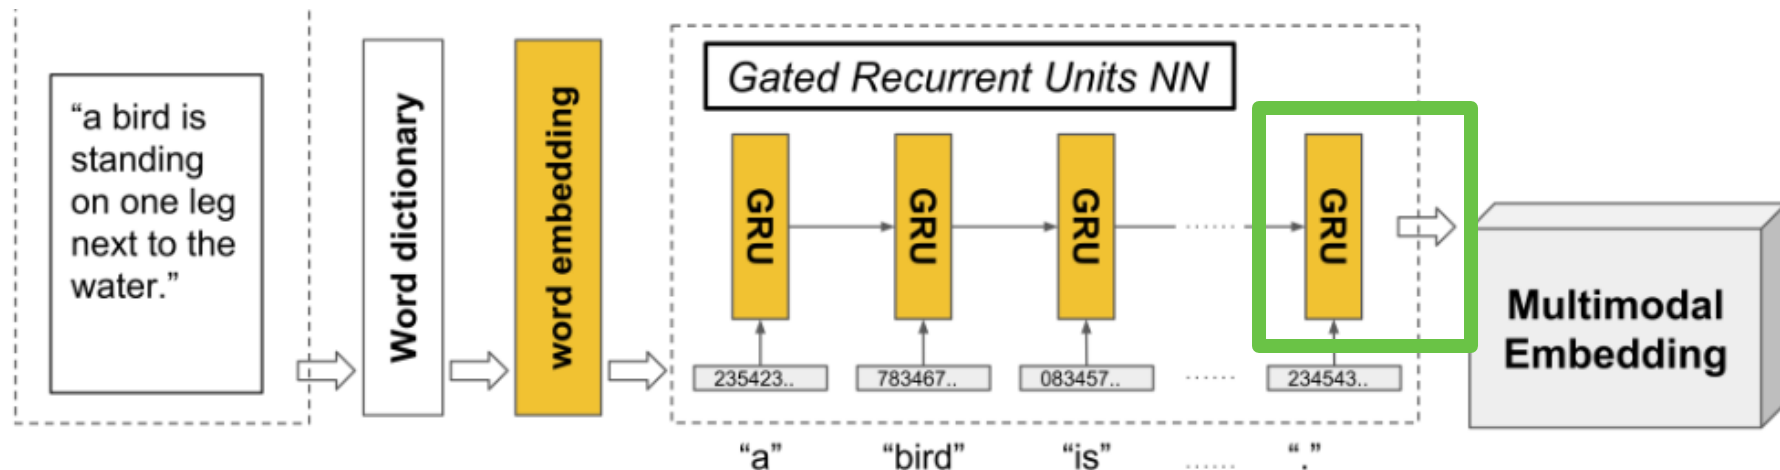 “a bird is
standing
on one leg
next to the
water.”
Word dictionary
word embedding
Gated Recurrent Units NN
GRU
GRU
GRU
GRU
235423..
783467..
083457..
......
234543..
“a”
“bird”
“is”
......
“.”
Multimodal
Embedding